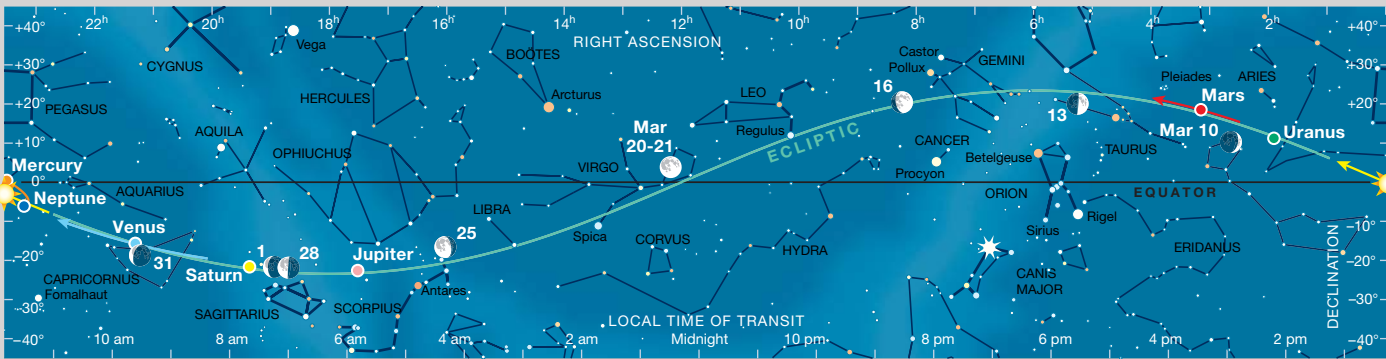 22h 20h 18h 16h 14h 12h 10h 8h 6h 4h 2h
+40° +40°
RIGHT ASCENSION
Vega
BOÖTES
Castor
Pollux
GEMINI
CYGNUS
+30° +30°
Pleiades
ARIES
HERCULES
LEO
16
Mars
PEGASUS
Arcturus
+20° +20°
13
AQUILA
Mar
20-21
Regulus
ECLIPTIC
CANCER
Mar 10
Uranus
+10° +10°
OPHIUCHUS
VIRGO
Betelgeuse
TAURUS
Mercury
Procyon
0° 0°
AQUARIUS
ORION
EQUATOR
Neptune
LIBRA
Rigel
–10° –10°
Venus
25
Spica
CORVUS
HYDRA
Sirius
ERIDANUS
31
Saturn
1
28
Jupiter
–20° –20°
CAPRICORNUS
Fomalhaut
Antares
CANIS
MAJOR
DECLINATION
–30° –30°
SAGITTARIUS
SCORPIUS
LOCAL TIME OF TRANSIT
–40° –40°
10 am 8 am 6 am 4 am 2 am Midnight 10 pm 8 pm 6 pm 4 pm 2 pm